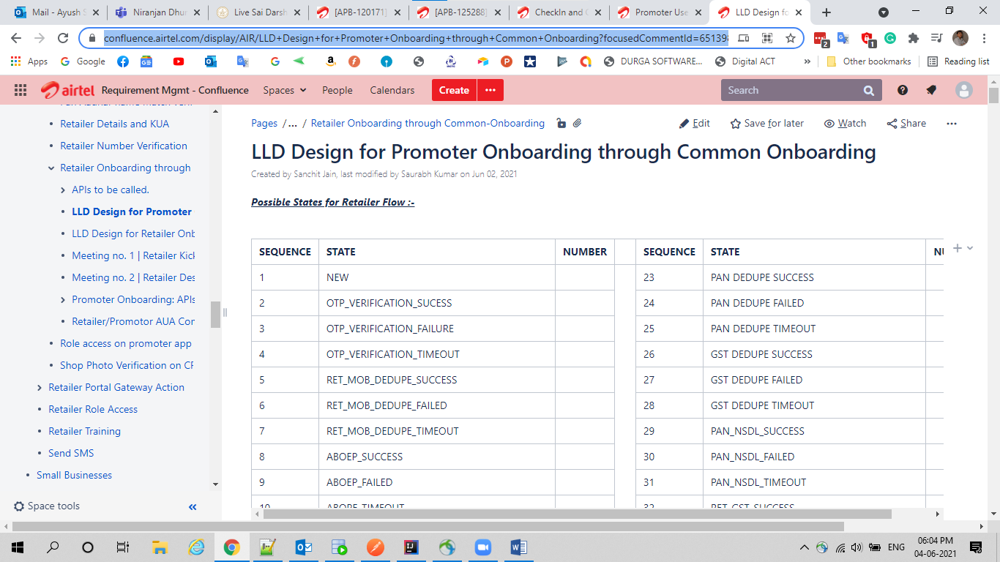 Mail - Ayush S
Niranjan Dhur
Live Sai Darsh
[APB-120171]
[APB-125288]
CheckIn and C
Promoter Use
LLD Design fo
confluence.airtel.com/display/AIR/LLD+Design+for+Promoter+Onboarding+through+Common+Onboarding?focusedCommentId=65139
2
1
Apps
Google
DURGA SOFTWARE...
Digital ACT
»
Other bookmarks
Reading list
airtel
Requirement Mgmt - Confluence
Spaces
People
Calendars
Create
Search
Retailer Details and KUA
Retailer Number Verification
Retailer Onboarding through
APIs to be called.
LLD Design for Promoter
LLD Design for Retailer Onb
Meeting no. 1 | Retailer Kick
Meeting no. 2 | Retailer Des
Promoter Onboarding: APIs
Retailer/Promotor AUA Cor
Role access on promoter app
Shop Photo Verification on CF
Retailer Portal Gateway Action
Retailer Role Access
Retailer Training
Send SMS
Small Businesses
Space tools
«
Pages /... / Retailer Onboarding through Common-Onboarding
Edit
Save for later
Watch
Share
LLD Design for Promoter Onboarding through Common Onboarding
Created by Sanchit Jain, last modified by Saurabh Kumar on Jun 02, 2021
Possible States for Retailer Flow :-
SEQUENCE STATE NUMBER SEQUENCE STATE NU
1 NEW 23 PAN DEDUPE SUCCESS
2 OTP_VERIFICATION_SUCESS 24 PAN DEDUPE FAILED
3 OTP_VERIFICATION_FAILURE 25 PAN DEDUPE TIMEOUT
4 OTP_VERIFICATION_TIMEOUT 26 GST DEDUPE SUCCESS
5 RET_MOB_DEDUPE_SUCCESS 27 GST DEDUPE FAILED
6 RET_MOB_DEDUPE_FAILED 28 GST DEDUPE TIMEOUT
7 RET_MOB_DEDUPE_TIMEOUT 29 PAN_NSDL_SUCCESS
8 ABOEP_SUCCESS 30 PAN_NSDL_FAILED
9 ABOEP_FAILED 31 PAN_NSDL_TIMEOUT
10 ABOPE_TIMEOUT 32 RET_GST_SUCCESS
ENG
06:04 PM
04-06-2021